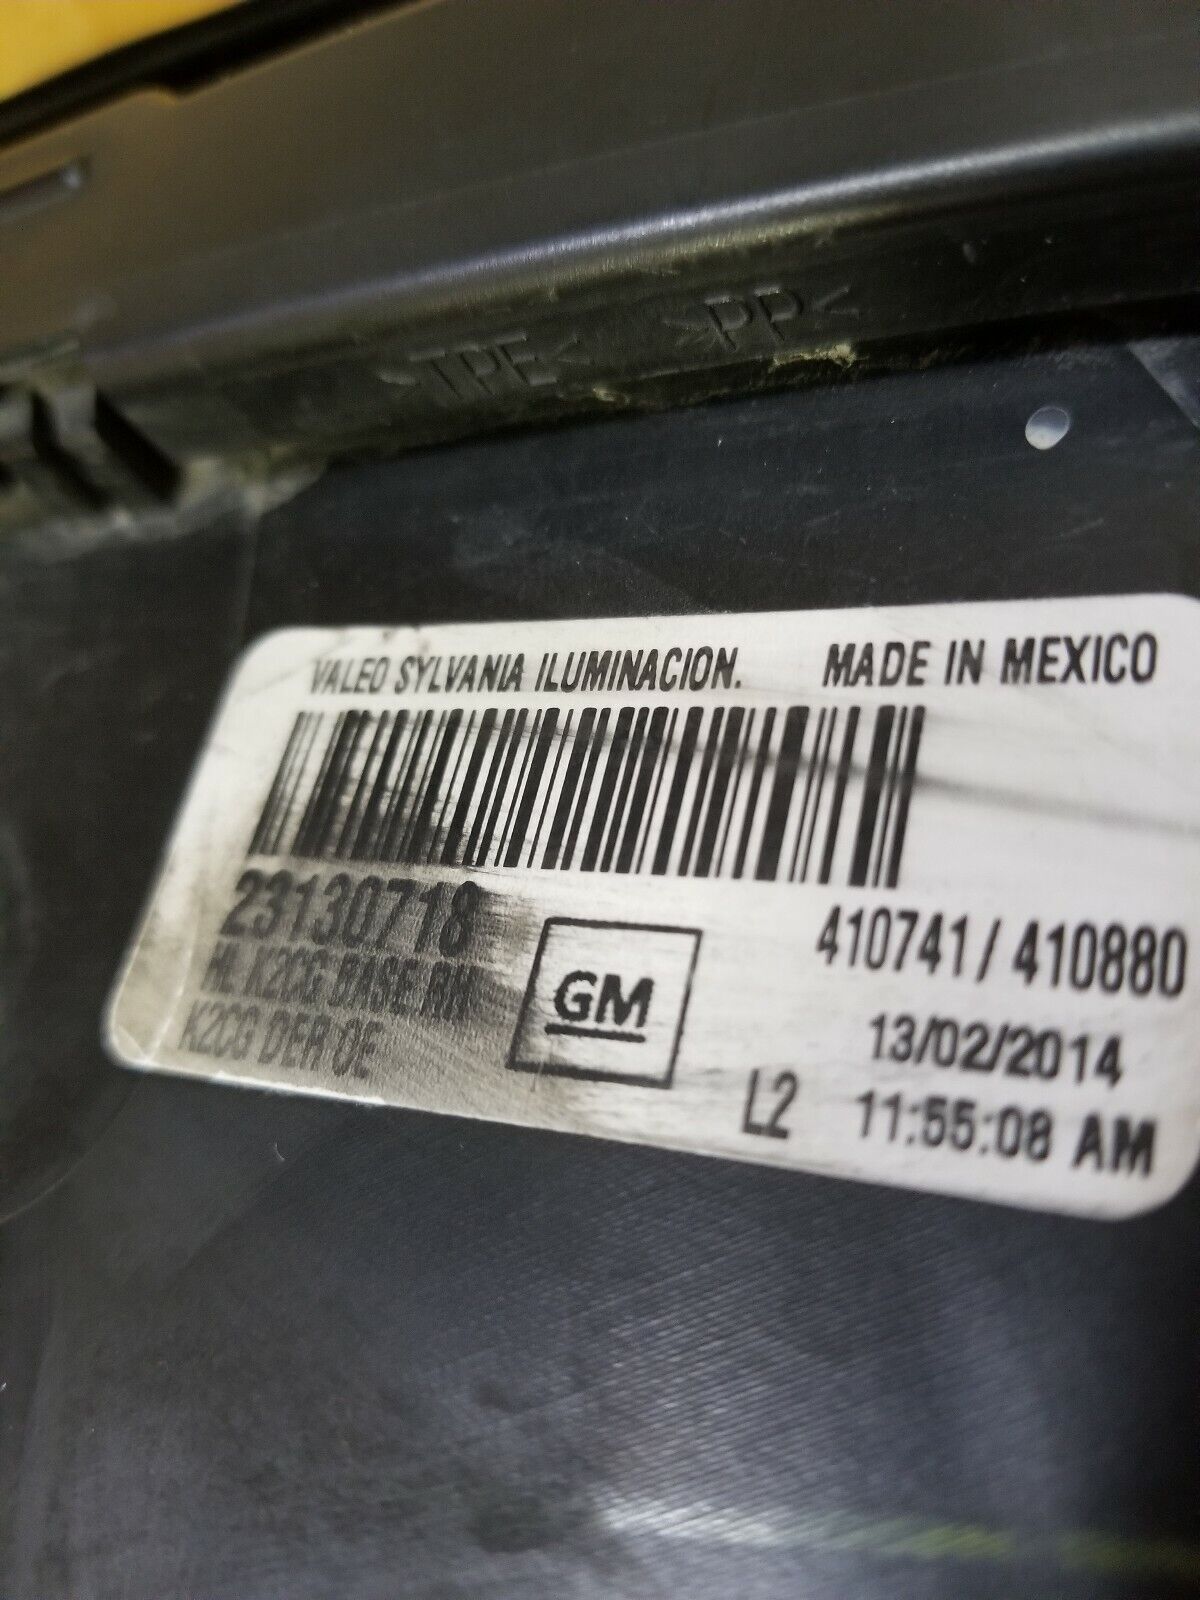 >TPE< >PP<
VALEO SYLVANIA ILUMINACION. MADE IN MEXICO
23130718
410741/410880
HL K2CG BASE RH
GM
13/02/2014
K2CG DER OE
L2 11:55:08 AM